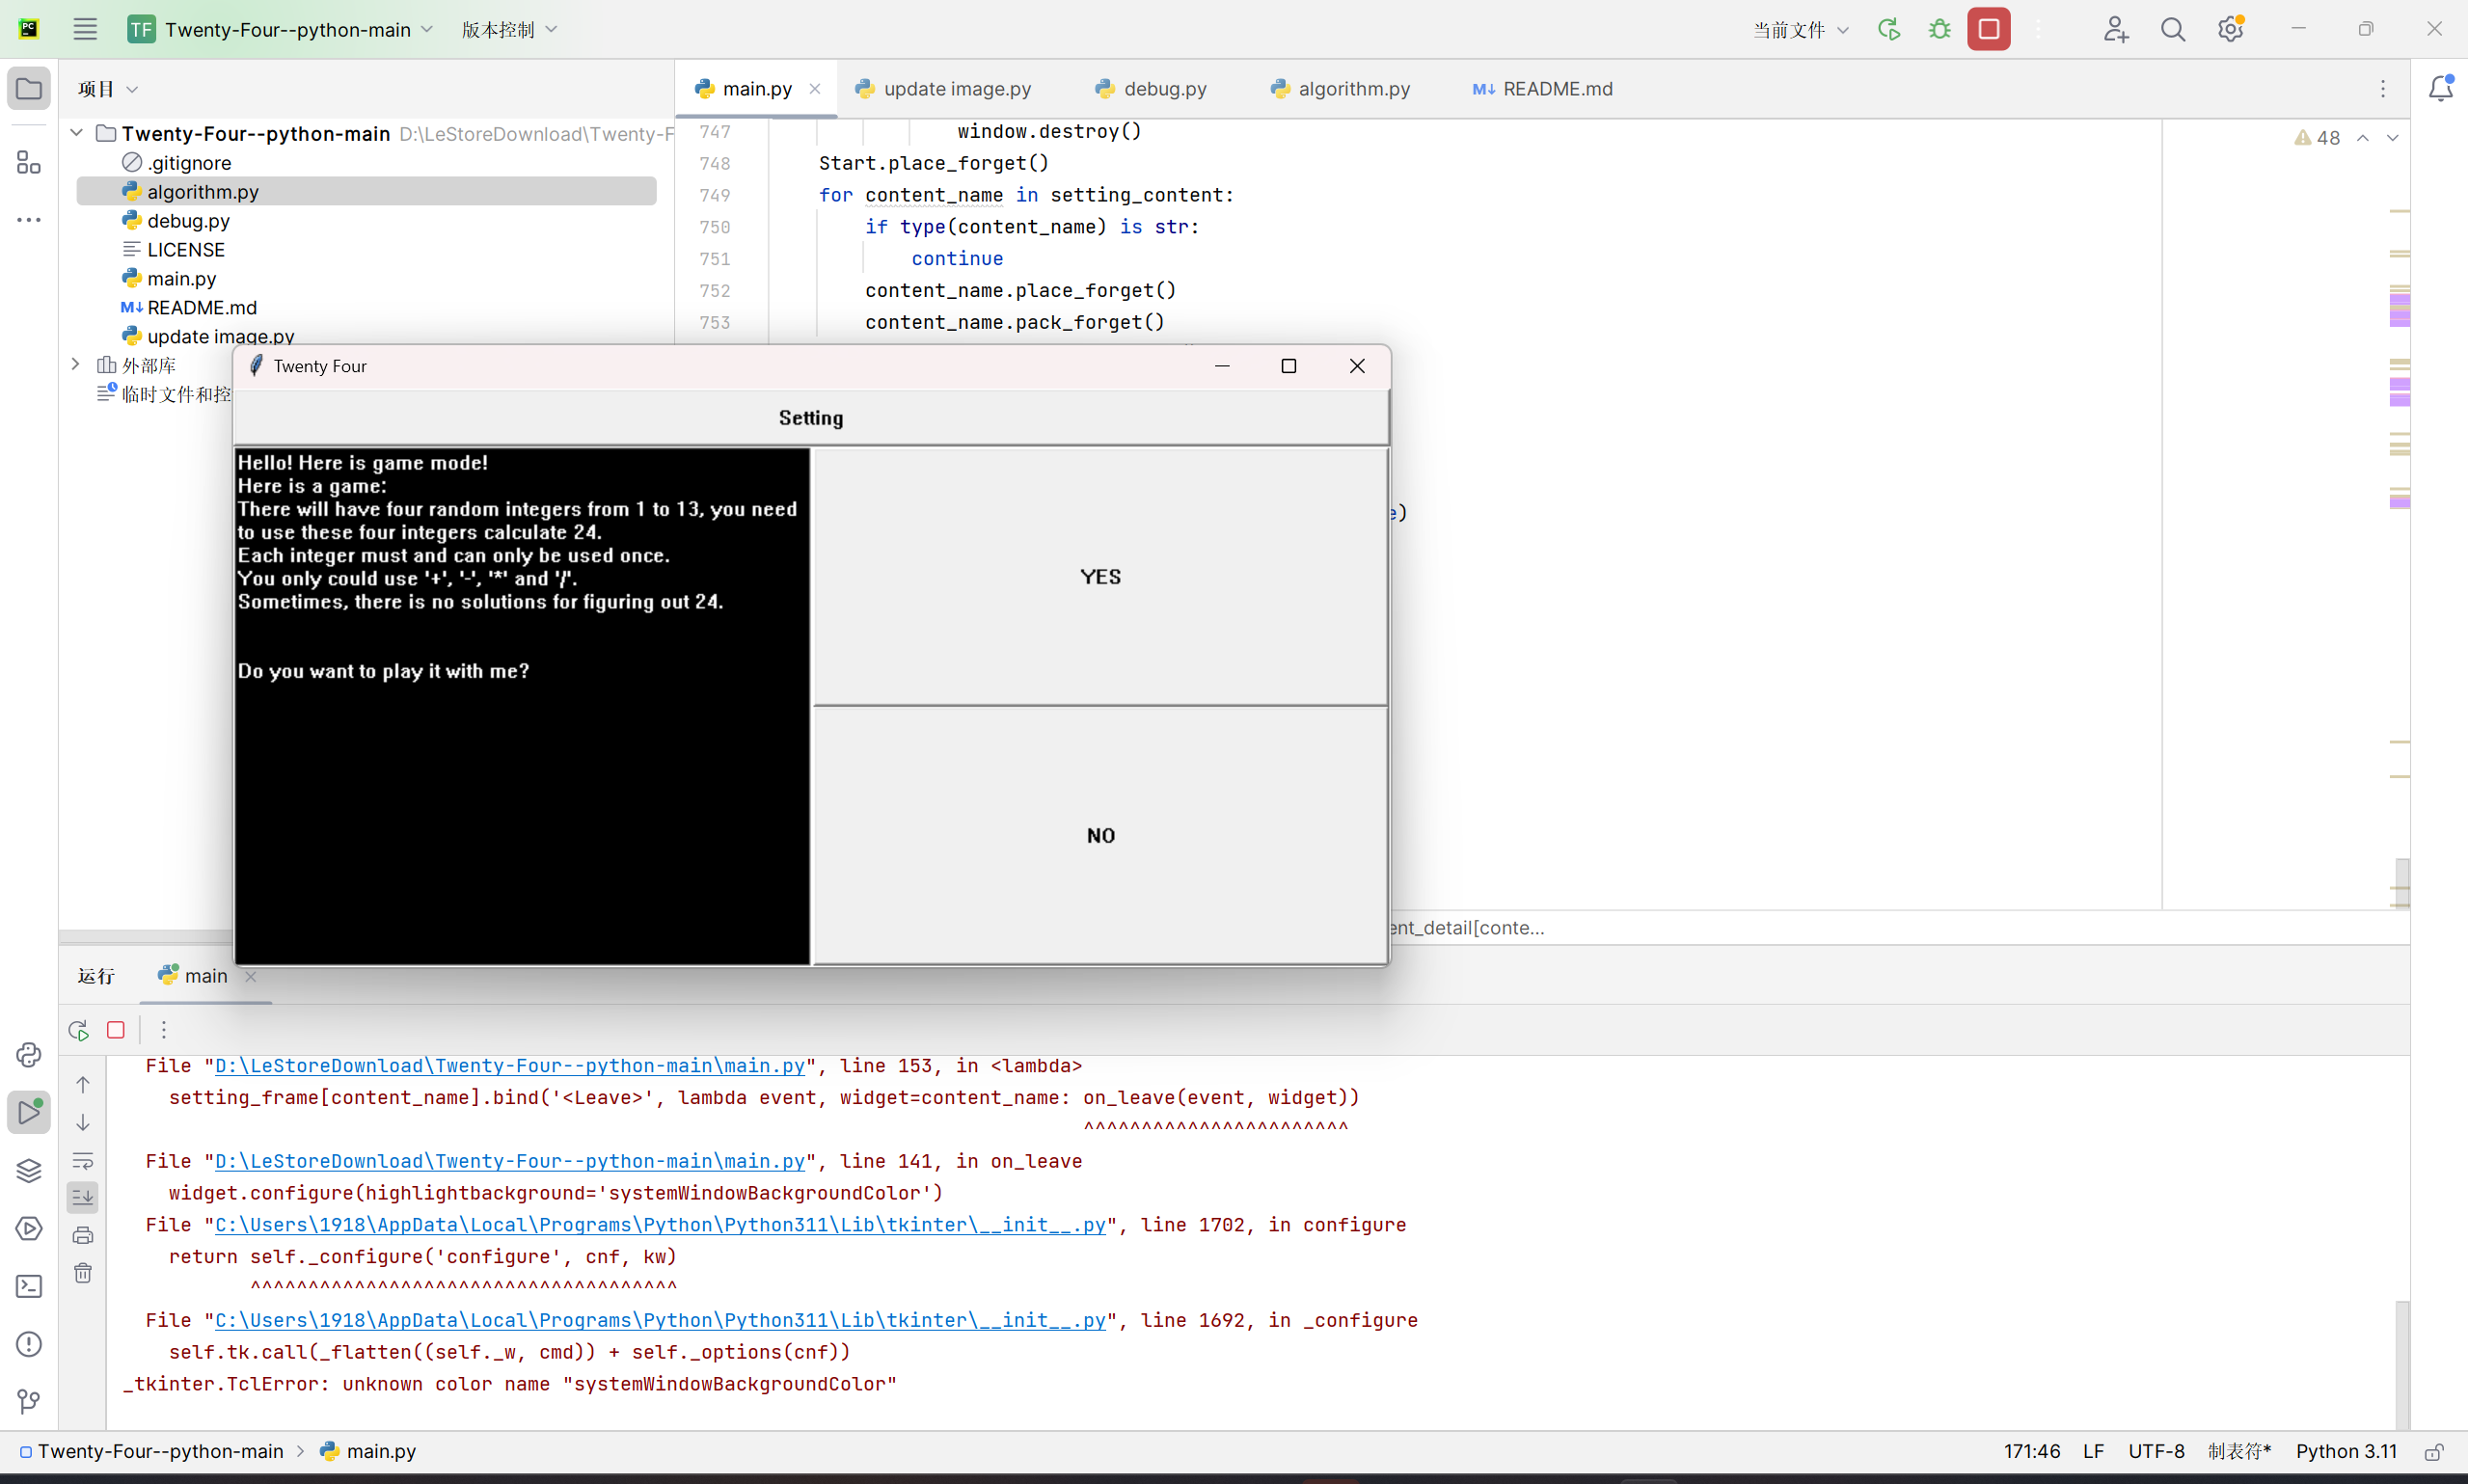 PC
TF Twenty-Four--python-main 版本控制
当前文件
项目
main.py update image.py debug.py algorithm.py M↓ README.md
Twenty-Four--python-main D:\LeStoreDownload\Twenty-F
.gitignore
algorithm.py
debug.py
LICENSE
main.py
M↓ README.md
update image.py
外部库
临时文件和控
747 window.destroy()
748 Start.place_forget()
749 for content_name in setting_content:
750 if type(content_name) is str:
751 continue
752 content_name.place_forget()
753 content_name.pack_forget()
48
e)
ent_detail[conte...
Twenty Four
Setting
Hello! Here is game mode!
Here is a game:
There will have four random integers from 1 to 13, you need
to use these four integers calculate 24.
Each integer must and can only be used once.
You only could use '+', '-', '*' and '/'.
Sometimes, there is no solutions for figuring out 24.
Do you want to play it with me?
YES
NO
运行 main
File "D:\LeStoreDownload\Twenty-Four--python-main\main.py", line 153, in <lambda>
setting_frame[content_name].bind('<Leave>', lambda event, widget=content_name: on_leave(event, widget))
^^^^^^^^^^^^^^^^^^^^^^^
File "D:\LeStoreDownload\Twenty-Four--python-main\main.py", line 141, in on_leave
widget.configure(highlightbackground='systemWindowBackgroundColor')
File "C:\Users\1918\AppData\Local\Programs\Python\Python311\Lib\tkinter\__init__.py", line 1702, in configure
return self._configure('configure', cnf, kw)
^^^^^^^^^^^^^^^^^^^^^^^^^^^^^^^^^^^^^
File "C:\Users\1918\AppData\Local\Programs\Python\Python311\Lib\tkinter\__init__.py", line 1692, in _configure
self.tk.call(_flatten((self._w, cmd)) + self._options(cnf))
_tkinter.TclError: unknown color name "systemWindowBackgroundColor"
Twenty-Four--python-main > main.py
171:46 LF UTF-8 制表符* Python 3.11